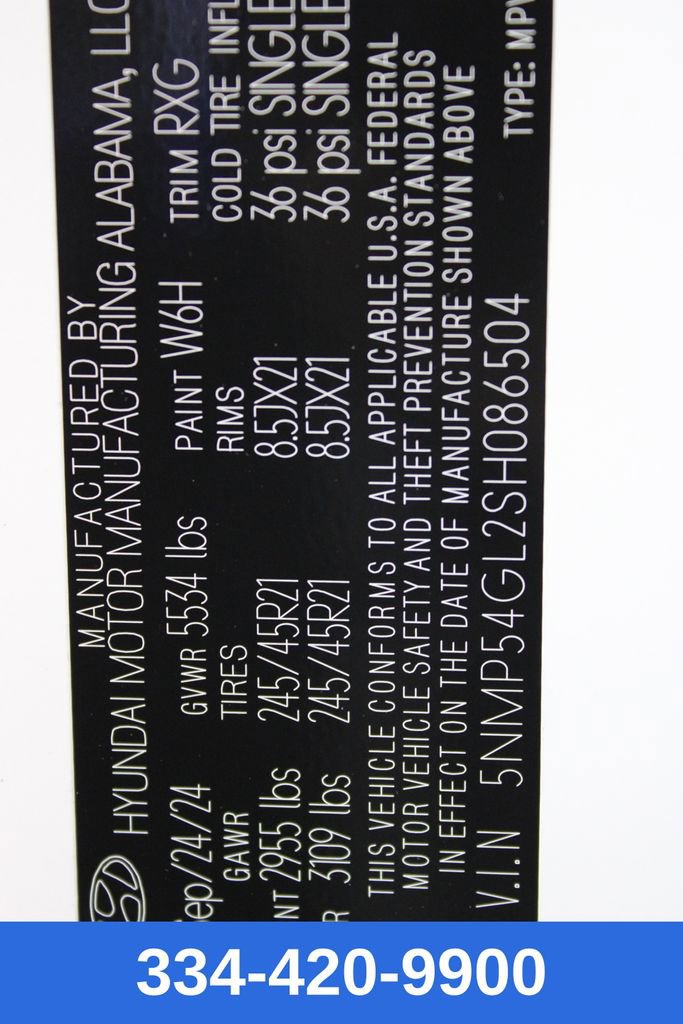 MANUFACTURED BY
HYUNDAI MOTOR MANUFACTURING ALABAMA, LLC
Sep/24/24 GVWR 5534 lbs PAINT W6H TRIM RXG
GAWR TIRES RIMS COLD TIRE INFL
NT 2955 lbs 245/45R21 8.5JX21 36 psi SINGLE
R 3109 lbs 245/45R21 8.5JX21 36 psi SINGLE
THIS VEHICLE CONFORMS TO ALL APPLICABLE U.S.A. FEDERAL
MOTOR VEHICLE SAFETY AND THEFT PREVENTION STANDARDS
IN EFFECT ON THE DATE OF MANUFACTURE SHOWN ABOVE
V.I.N 5NMP54GL2SH086504 TYPE: MPV
334-420-9900